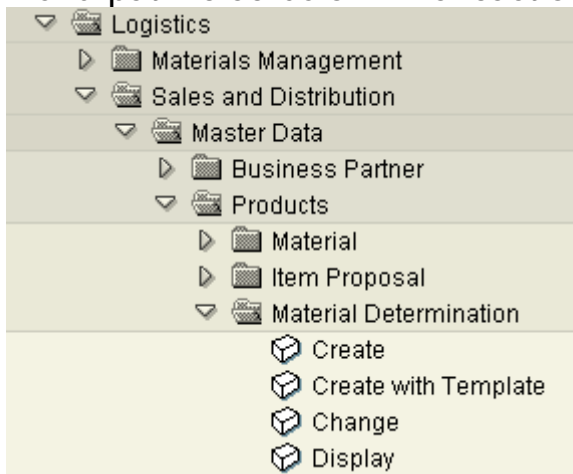 Logistics
Materials Management
Sales and Distribution
Master Data
Business Partner
Products
Material
Item Proposal
Material Determination
Create
Create with Template
Change
Display